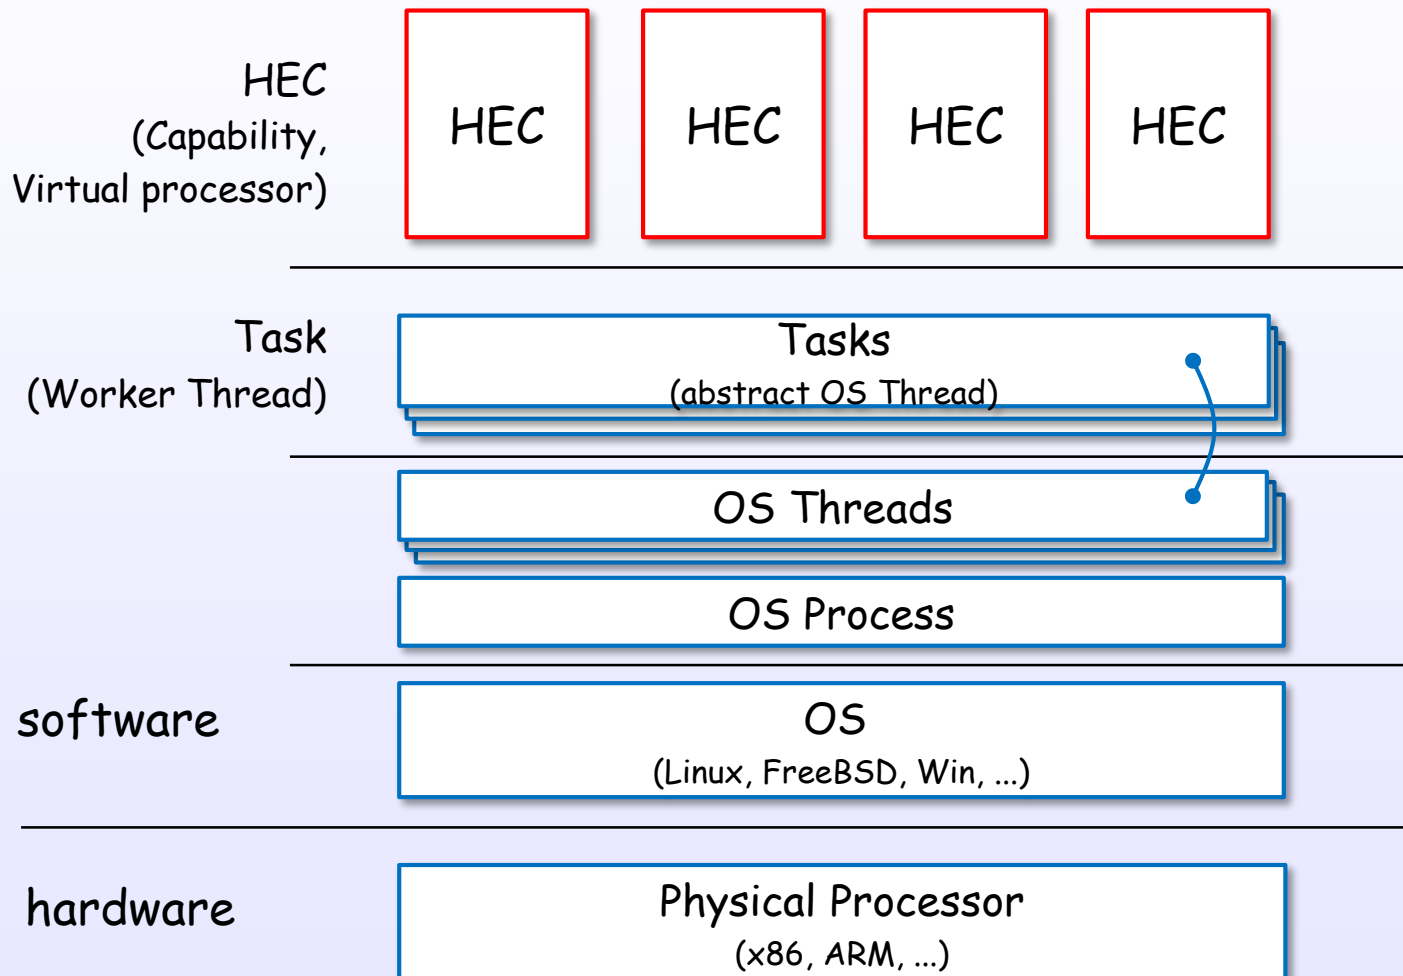 HEC
(Capability,
Virtual processor)
HEC
HEC
HEC
HEC
Task
(Worker Thread)
Tasks
(abstract OS Thread)
OS Threads
OS Process
software
OS
(Linux, FreeBSD, Win, ...)
hardware
Physical Processor
(x86, ARM, ...)